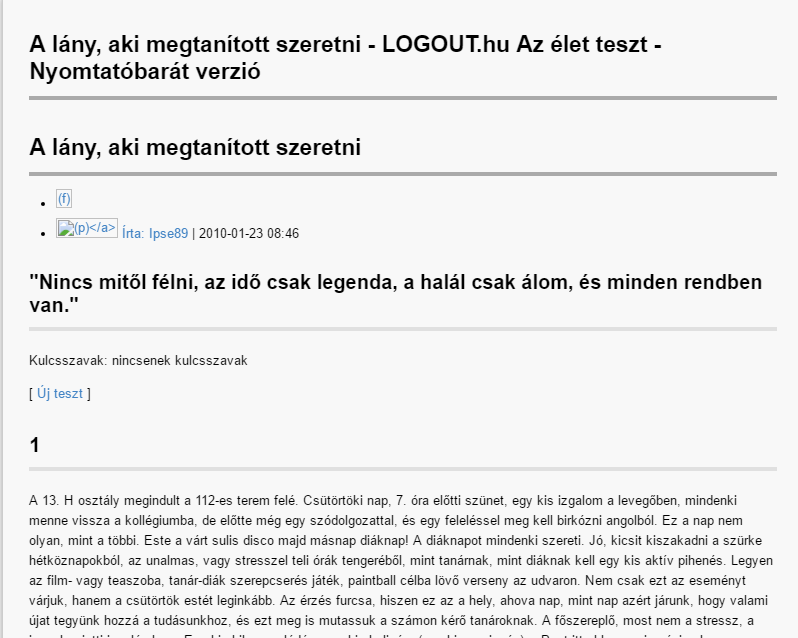 A lány, aki megtanított szeretni - LOGOUT.hu Az élet teszt -
Nyomtatóbarát verzió
A lány, aki megtanított szeretni
(f)
(p)</a> Írta: Ipse89 | 2010-01-23 08:46
"Nincs mitől félni, az idő csak legenda, a halál csak álom, és minden rendben
van."
Kulcsszavak: nincsenek kulcsszavak
[ Új teszt ]
1
A 13. H osztály megindult a 112-es terem felé. Csütörtöki nap, 7. óra előtti szünet, egy kis izgalom a levegőben, mindenki
menne vissza a kollégiumba, de előtte még egy szódolgozattal, és egy feleléssel meg kell birkózni angolból. Ez a nap nem
olyan, mint a többi. Este a várt sulis disco majd másnap diáknap! A diáknapot mindenki szereti. Jó, kicsit kiszakadni a szürke
hétköznapokból, az unalmas, vagy stresszel teli órák tengeréből, mint tanárnak, mint diáknak kell egy kis aktív pihenés. Legyen
az film- vagy teaszoba, tanár-diák szerepcserés játék, paintball célba lövő verseny az udvaron. Nem csak ezt az eseményt
várjuk, hanem a csütörtök estét leginkább. Az érzés furcsa, hiszen ez az a hely, ahova nap, mint nap azért járunk, hogy valami
újat tegyünk hozzá a tudásunkhoz, és ezt meg is mutassuk a számon kérő tanároknak. A főszereplő, most nem a stressz, a